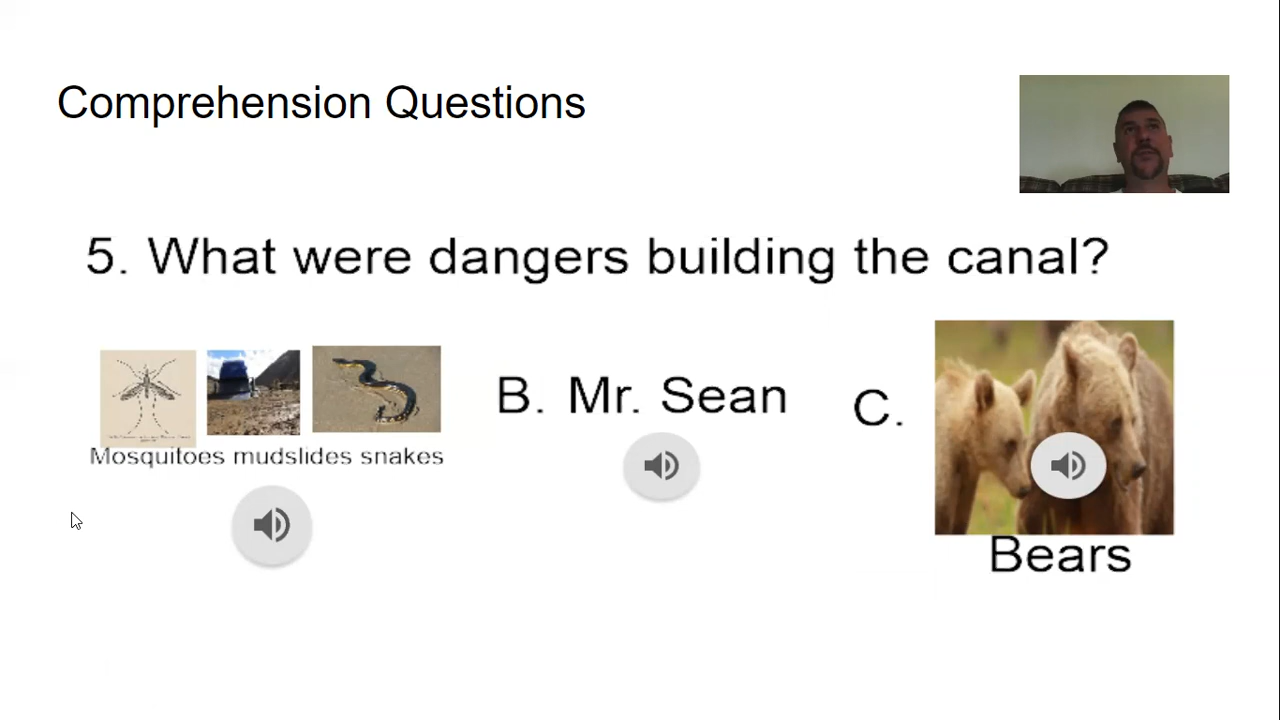 Comprehension Questions
5. What were dangers building the canal?
Mosquitoes mudslides snakes
B. Mr. Sean
C.
Bears